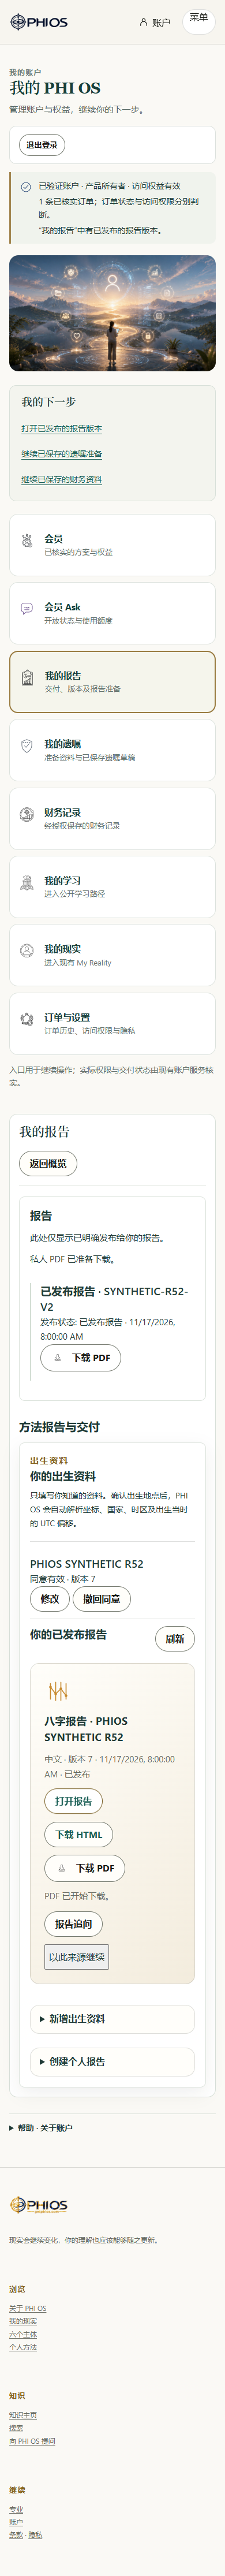 PHIOS
账户
菜单
我的账户
我的 PHI OS
管理账户与权益，继续你的下一步。
退出登录
已验证账户 · 产品所有者 · 访问权益有效
1 条已核实订单；订单状态与访问权限分别判
断。
“我的报告”中有已发布的报告版本。
我的下一步
打开已发布的报告版本
继续已保存的遗嘱准备
继续已保存的财务资料
会员
已核实的方案与权益
会员 Ask
开放状态与使用额度
我的报告
交付、版本及报告准备
我的遗嘱
准备资料与已保存遗嘱草稿
财务记录
经授权保存的财务记录
我的学习
进入公开学习路径
我的现实
进入现有 My Reality
订单与设置
订单历史、访问权限与隐私
入口用于继续操作；实际权限与交付状态由现有账户服务核
实。
我的报告
返回概览
报告
此处仅显示已明确发布给你的报告。
私人 PDF 已准备下载。
已发布报告 · SYNTHETIC-R52-
V2
发布状态: 已发布报告 · 11/17/2026,
8:00:00 AM
下载 PDF
方法报告与交付
出生资料
你的出生资料
只填写你知道的资料。确认出生地点后，PHI
OS 会自动解析坐标、国家、时区及出生当时
的 UTC 偏移。
PHIOS SYNTHETIC R52
同意有效 · 版本 7
修改
撤回同意
你的已发布报告
刷新
八字报告 · PHIOS
SYNTHETIC R52
中文 · 版本 7 · 11/17/2026, 8:00:00
AM · 已发布
打开报告
下载 HTML
下载 PDF
PDF 已开始下载。
报告追问
以此来源继续
▶ 新增出生资料
▶ 创建个人报告
▶ 帮助 · 关于账户
PHIOS
现实会继续变化，你的理解也应该能够随之更新。
浏览
关于 PHI OS
我的现实
六个主体
个人方法
知识
知识主页
搜索
向 PHI OS 提问
继续
专业
账户
条款 · 隐私